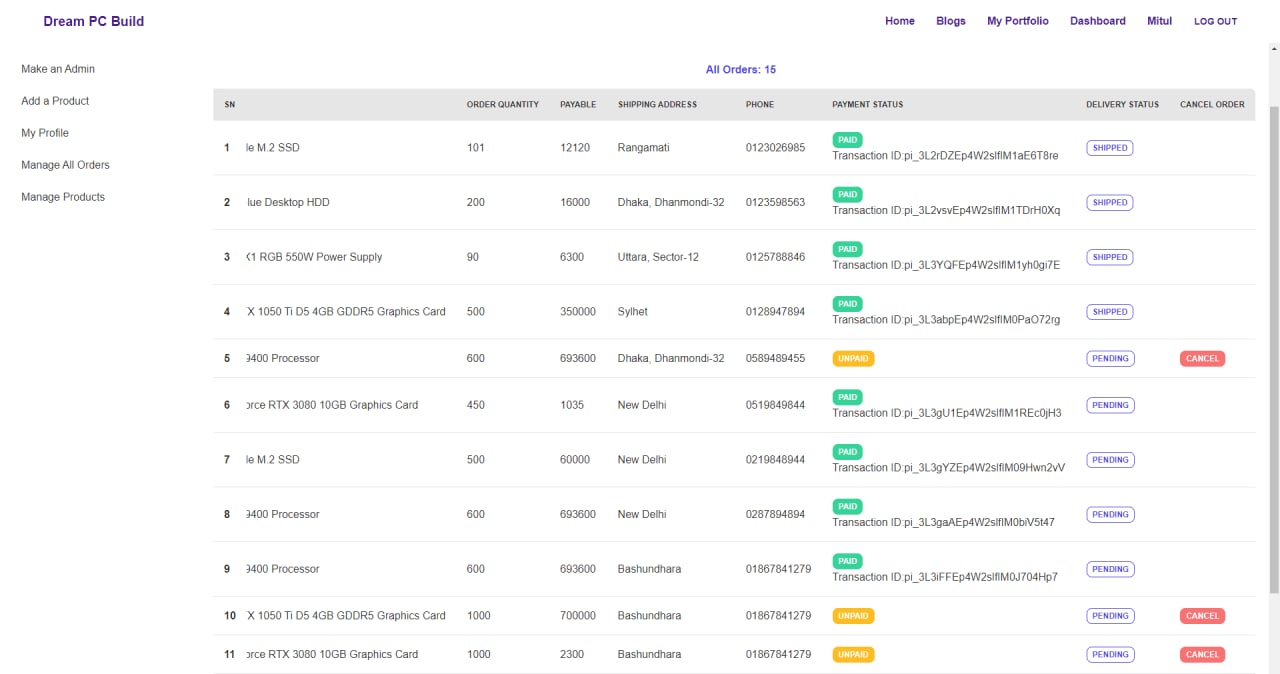 Dream PC Build Home Blogs My Portfolio Dashboard Mitul LOG OUT
Make an Admin
Add a Product
My Profile
Manage All Orders
Manage Products
All Orders: 15
SN ORDER QUANTITY PAYABLE SHIPPING ADDRESS PHONE PAYMENT STATUS DELIVERY STATUS CANCEL ORDER
1 le M.2 SSD 101 12120 Rangamati 0123026985 PAID SHIPPED
Transaction ID:pi_3L2rDZEp4W2slflM1aE6T8re
2 lue Desktop HDD 200 16000 Dhaka, Dhanmondi-32 0123598563 PAID SHIPPED
Transaction ID:pi_3L2vsvEp4W2slflM1TDrH0Xq
3 X1 RGB 550W Power Supply 90 6300 Uttara, Sector-12 0125788846 PAID SHIPPED
Transaction ID:pi_3L3YQFEp4W2slflM1yh0gi7E
4 X 1050 Ti D5 4GB GDDR5 Graphics Card 500 350000 Sylhet 0128947894 PAID SHIPPED
Transaction ID:pi_3L3abpEp4W2slflM0PaO72rg
5 9400 Processor 600 693600 Dhaka, Dhanmondi-32 0589489455 UNPAID PENDING CANCEL
6 orce RTX 3080 10GB Graphics Card 450 1035 New Delhi 0519849844 PAID PENDING
Transaction ID:pi_3L3gU1Ep4W2slflM1REc0jH3
7 le M.2 SSD 500 60000 New Delhi 0219848944 PAID PENDING
Transaction ID:pi_3L3gYZEp4W2slflM09Hwn2vV
8 9400 Processor 600 693600 New Delhi 0287894894 PAID PENDING
Transaction ID:pi_3L3gaAEp4W2slflM0biV5t47
9 9400 Processor 600 693600 Bashundhara 01867841279 PAID PENDING
Transaction ID:pi_3L3iFFEp4W2slflM0J704Hp7
10 X 1050 Ti D5 4GB GDDR5 Graphics Card 1000 700000 Bashundhara 01867841279 UNPAID PENDING CANCEL
11 orce RTX 3080 10GB Graphics Card 1000 2300 Bashundhara 01867841279 UNPAID PENDING CANCEL